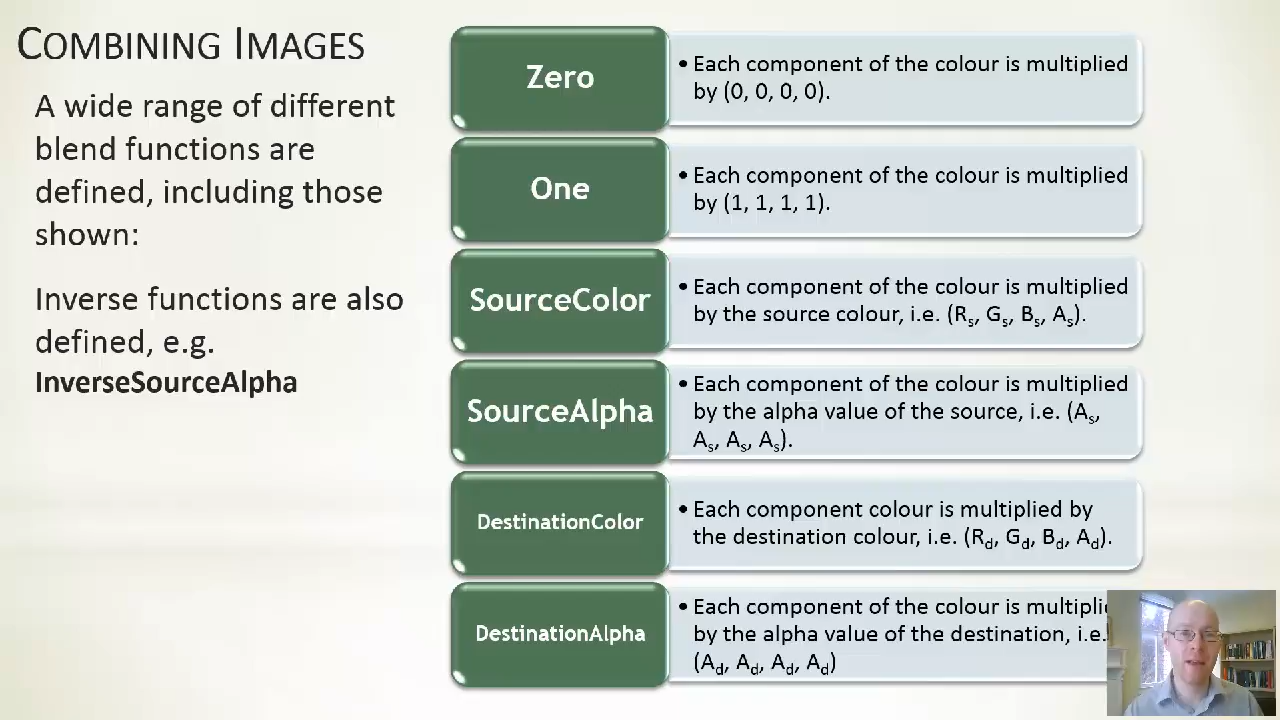 COMBINING IMAGES
A wide range of different
blend functions are
defined, including those
shown:
Inverse functions are also
defined, e.g.
InverseSourceAlpha
Zero
• Each component of the colour is multiplied
by (0, 0, 0, 0).
One
• Each component of the colour is multiplied
by (1, 1, 1, 1).
SourceColor
• Each component of the colour is multiplied
by the source colour, i.e. (Rs, Gs, Bs, As).
SourceAlpha
• Each component of the colour is multiplied
by the alpha value of the source, i.e. (As,
As, As, As).
DestinationColor
• Each component colour is multiplied by
the destination colour, i.e. (Rd, Gd, Bd, Ad).
DestinationAlpha
• Each component of the colour is multipli
by the alpha value of the destination, i.e.
(Ad, Ad, Ad, Ad)